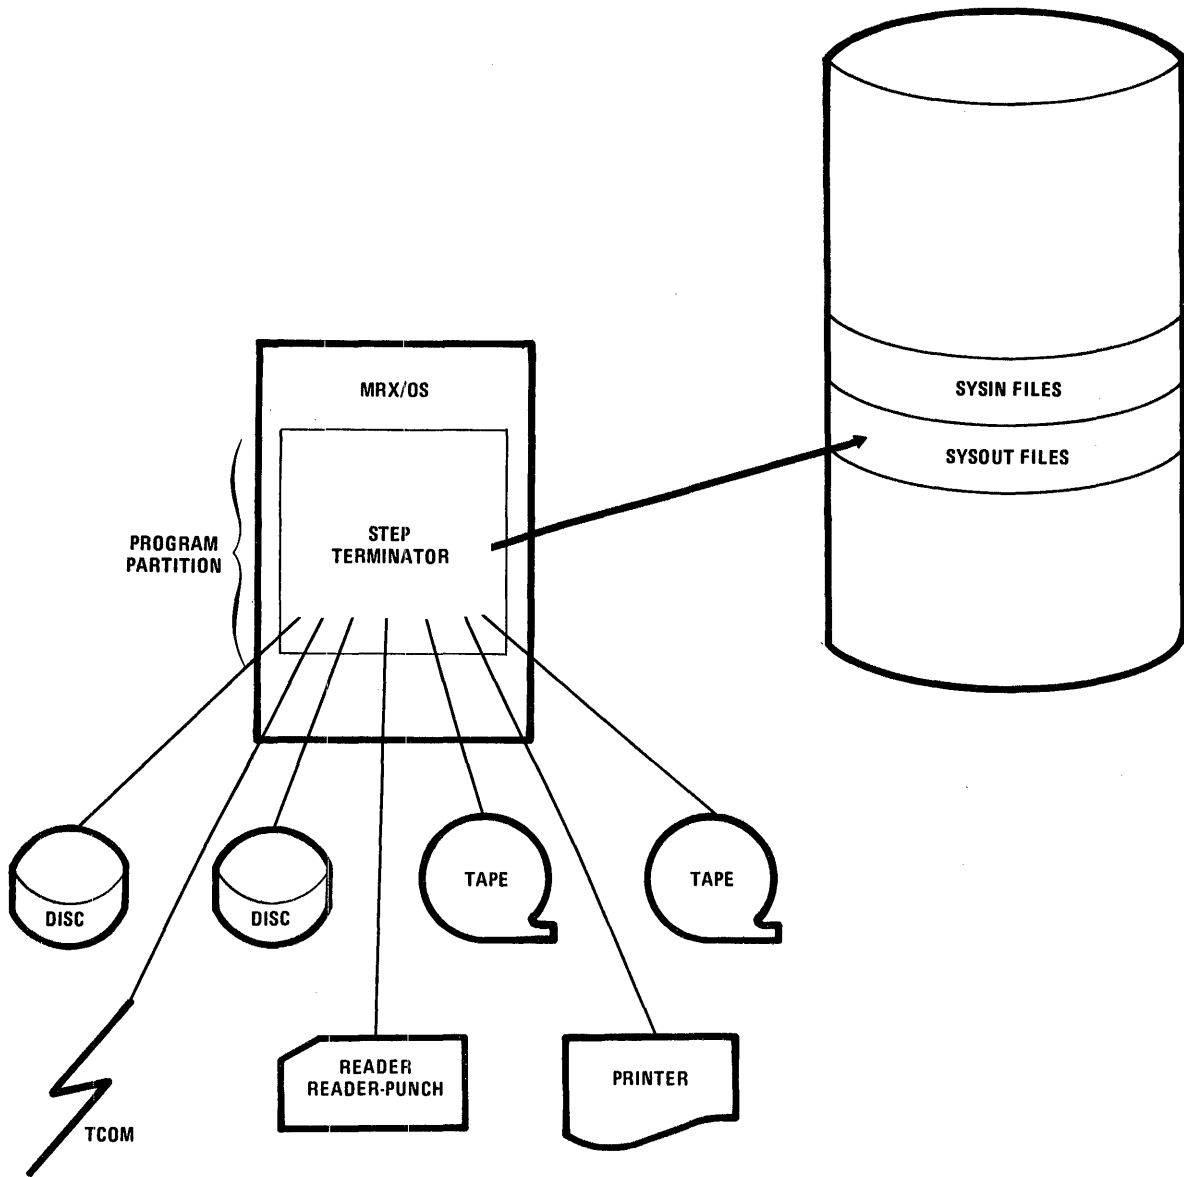 MRX/OS
SYSIN FILES
SYSOUT FILES
STEP
TERMINATOR
PROGRAM
PARTITION
DISC
DISC
TAPE
TAPE
READER
READER-PUNCH
PRINTER
TCOM